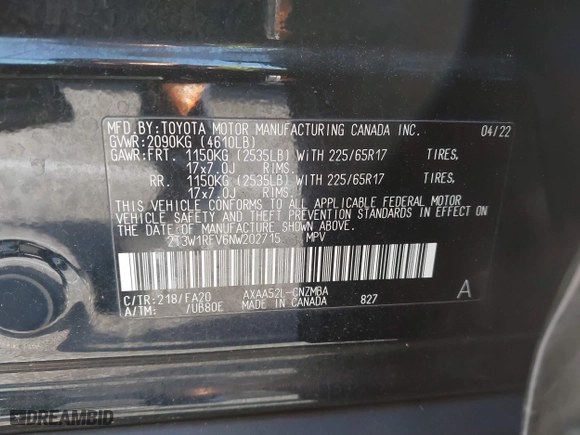 MFD.BY:TOYOTA MOTOR MANUFACTURING CANADA INC. 04/22
GVWR:2090KG (4610LB)
GAWR:FRT. 1150KG (2535LB) WITH 225/65R17 TIRES.
17x7.0J RIMS.
RR. 1150KG (2535LB) WITH 225/65R17 TIRES.
17x7.0J RIMS.
THIS VEHICLE CONFORMS TO ALL APPLICABLE FEDERAL MOTOR
VEHICLE SAFETY AND THEFT PREVENTION STANDARDS IN EFFECT ON
THE DATE OF MANUFACTURE SHOWN ABOVE.
2T3W1RFV6NW202715 MPV
C/TR:218/FA20 AXAA52L-CNZMBA 827 A
A/TM: /UB80E MADE IN CANADA
DREAMBID